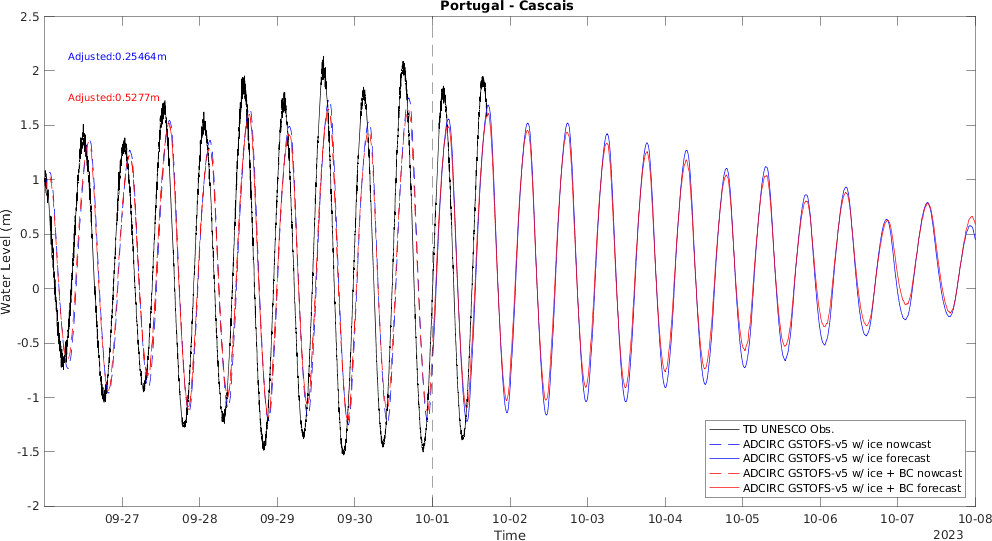 Portugal - Cascais
2.5
2
1.5
1
0.5
0
-0.5
-1
-1.5
-2
Water Level (m)
Adjusted:0.25464m
Adjusted:0.5277m
TD UNESCO Obs.
ADCIRC GSTOFS-v5 w/ ice nowcast
ADCIRC GSTOFS-v5 w/ ice forecast
ADCIRC GSTOFS-v5 w/ ice + BC nowcast
ADCIRC GSTOFS-v5 w/ ice + BC forecast
09-27 09-28 09-29 09-30 10-01 10-02 10-03 10-04 10-05 10-06 10-07 10-08
Time
2023